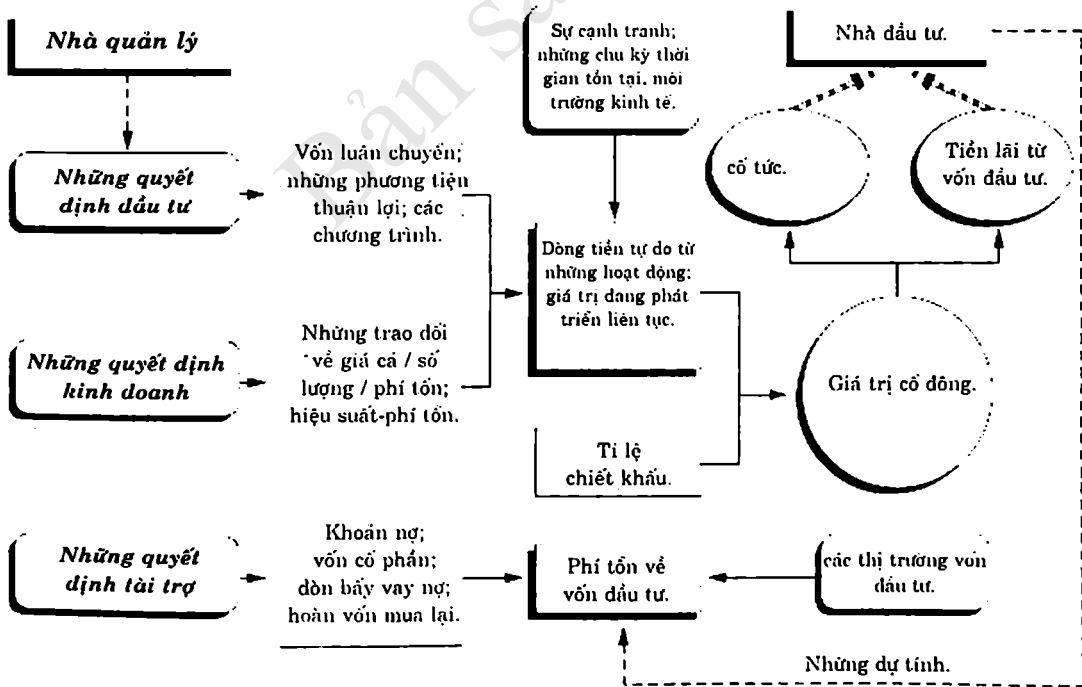 Bản sa
Nhà quản lý
Sự cạnh tranh;
những chu kỳ thời
gian tồn tại, môi
trường kinh tế.
Nhà đầu tư.
Những quyết
định đầu tư
Vốn luân chuyển;
những phương tiện
thuận lợi; các
chương trình.
cổ tức.
Tiền lãi từ
vốn đầu tư.
Dòng tiền tự do từ
những hoạt động;
giá trị đang phát
triển liên tục.
Những quyết định
kinh doanh
Những trao đổi
về giá cả / số
lượng / phí tổn;
hiệu suất-phí tổn.
Giá trị cổ đông.
Tỉ lệ
chiết khấu.
Những quyết
định tài trợ
Khoản nợ;
vốn cổ phần;
đòn bẩy vay nợ;
hoàn vốn mua lại.
Phí tổn về
vốn đầu tư.
các thị trường vốn
đầu tư.
Những dự tính.